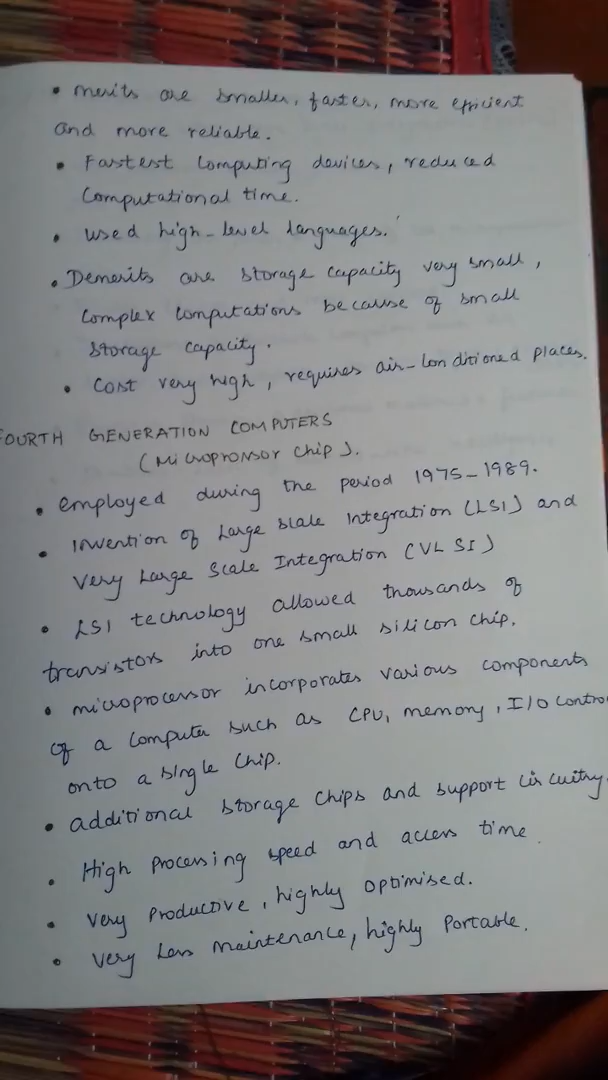 • merits are smaller, faster, more efficient
and more reliable.
• Fastest Computing devices, reduced
Computational time.
• used high-level languages.
• Demerits are storage capacity very small,
Complex Computations because of small
storage capacity.
• Cost very high, requires air-conditioned places.
FOURTH GENERATION COMPUTERS
(Micropronsor Chip).
• employed during the period 1975-1989.
• Invention of Large Scale Integration (LSI) and
Very Large Scale Integration (VLSI)
• LSI technology allowed thousands of
transistors into one small silicon chip.
• microprocessor incorporates various components
of a Computer such as CPU, memory, I/O contro
onto a single Chip.
• additional storage chips and support circuitry.
• High processing speed and access time.
• Very Productive, highly optimised.
• Very Less maintenance, highly portable.